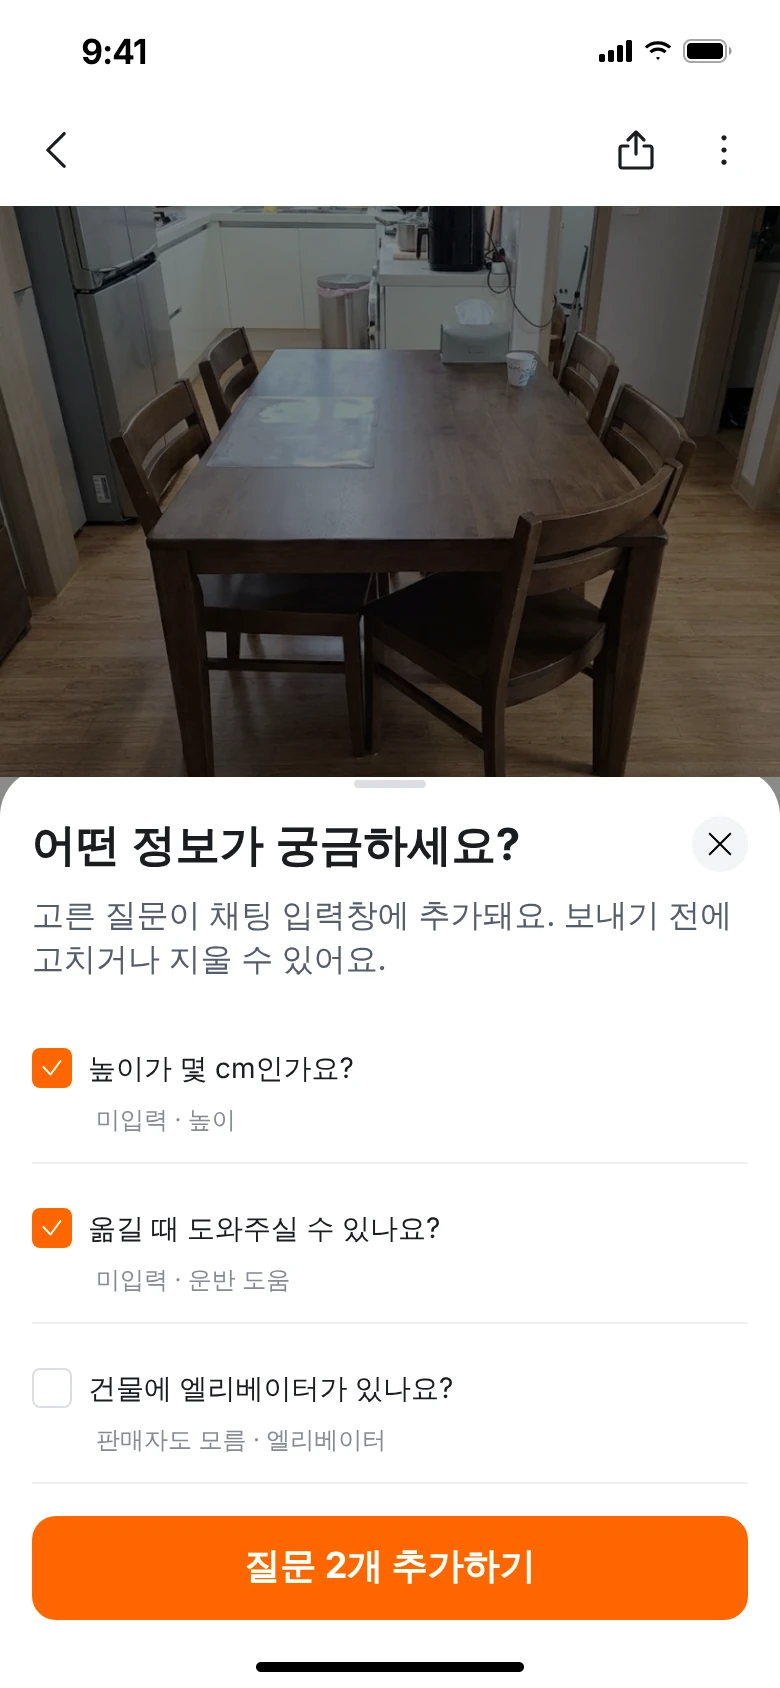 9:41
어떤 정보가 궁금하세요?
고른 질문이 채팅 입력창에 추가돼요. 보내기 전에
고치거나 지울 수 있어요.
높이가 몇 cm인가요?
미입력 · 높이
옮길 때 도와주실 수 있나요?
미입력 · 운반 도움
건물에 엘리베이터가 있나요?
판매자도 모름 · 엘리베이터
질문 2개 추가하기